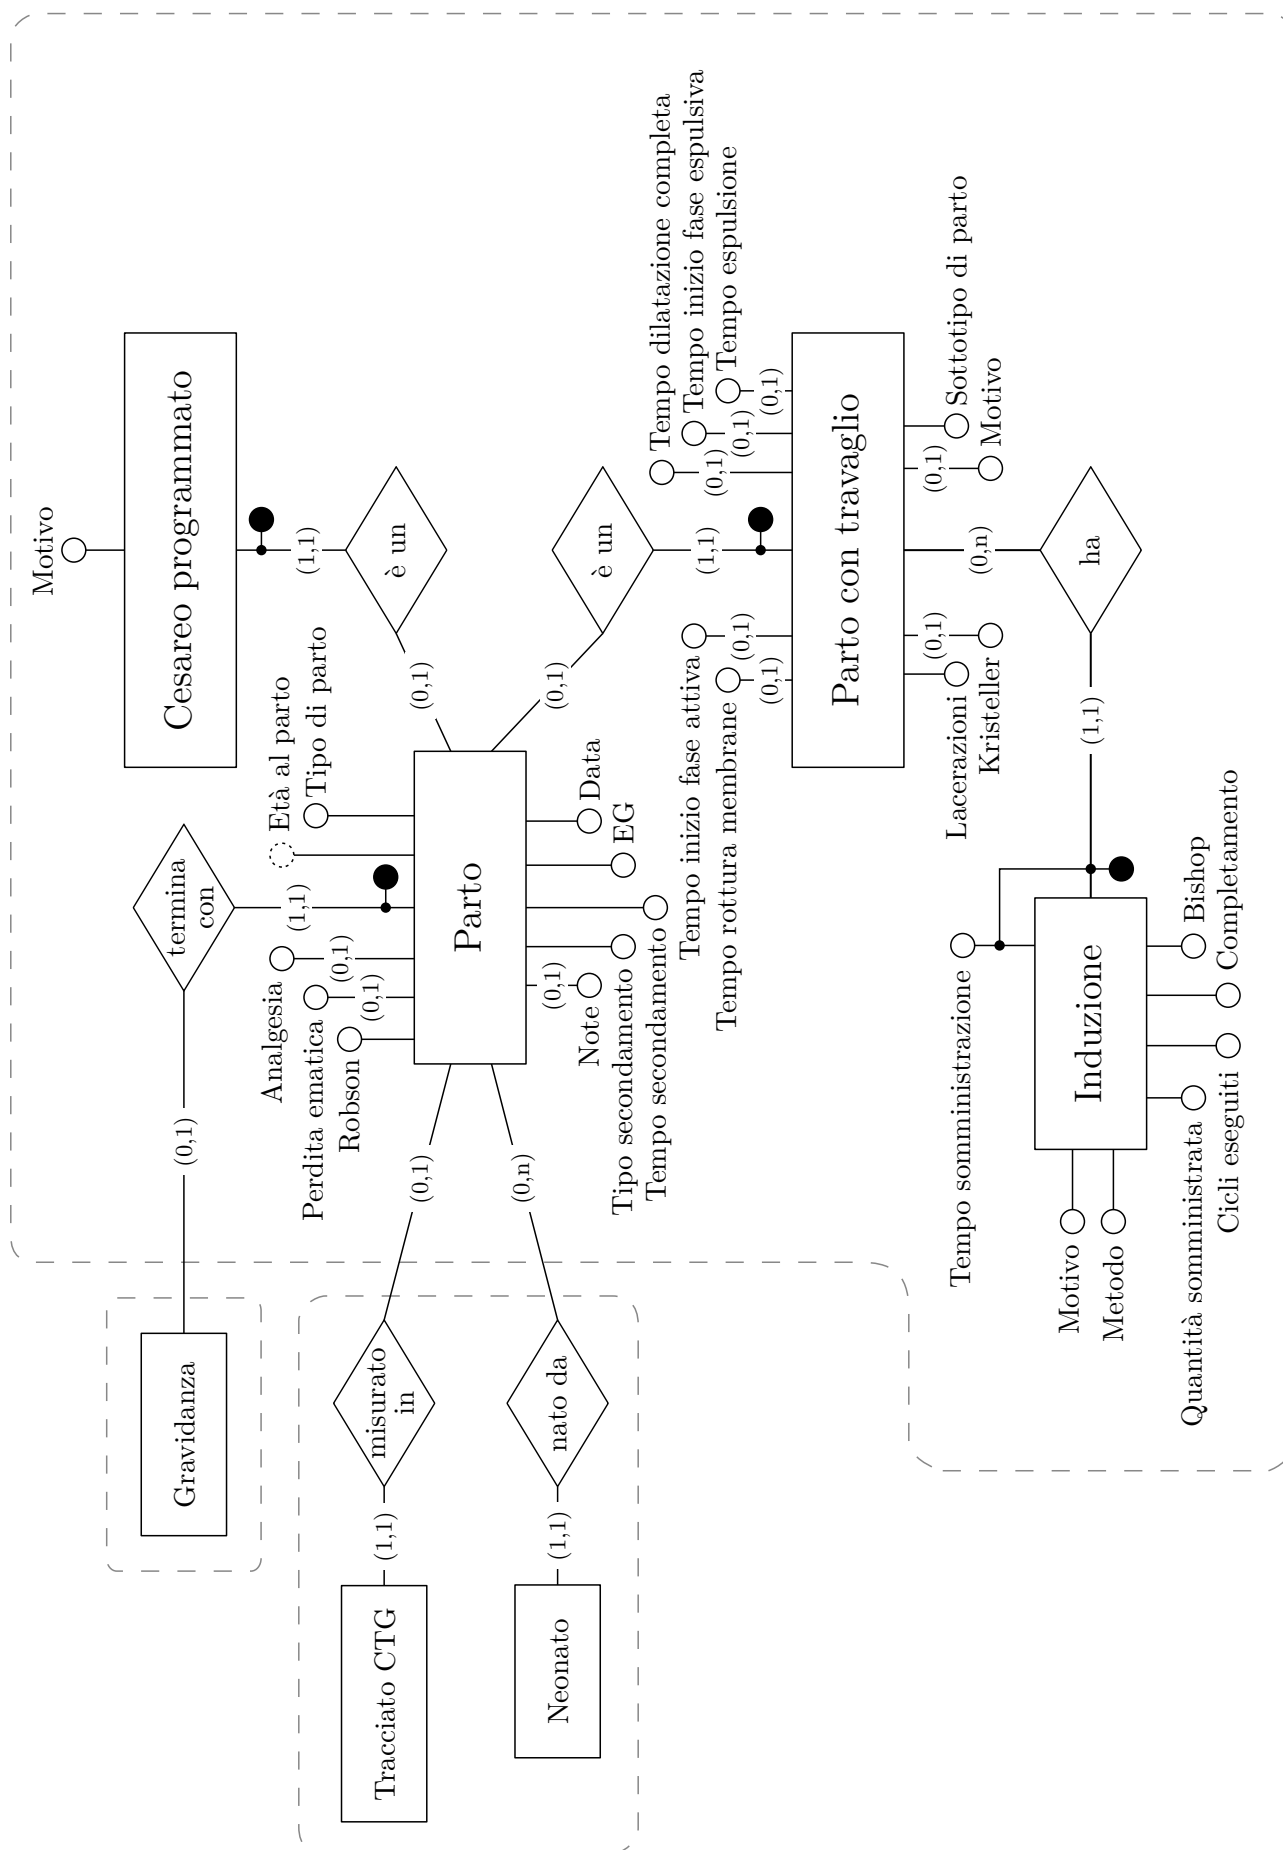 Gravidanza
(0,1)
termina
con
(1,1)
Motivo
Cesareo programmato
(1,1)
è un
(0,1)
Età al parto
Tipo di parto
Analgesia
(0,1)
Perdita ematica
(0,1)
Robson
Parto
Data
EG
Tempo secondamento
Tipo secondamento
Note
(0,1)
(0,1)
misurato
in
(1,1)
Tracciato CTG
(0,n)
nato da
(1,1)
Neonato
(0,1)
è un
(1,1)
Tempo dilatazione completa
(0,1)
Tempo inizio fase espulsiva
(0,1)
Tempo espulsione
(0,1)
Tempo inizio fase attiva
(0,1)
Tempo rottura membrane
(0,1)
Parto con travaglio
Sottotipo di parto
Motivo
(0,1)
Lacerazioni
Kristeller
(0,1)
(0,n)
ha
(1,1)
Tempo somministrazione
Induzione
Motivo
Metodo
Bishop
Completamento
Quantità somministrata
Cicli eseguiti